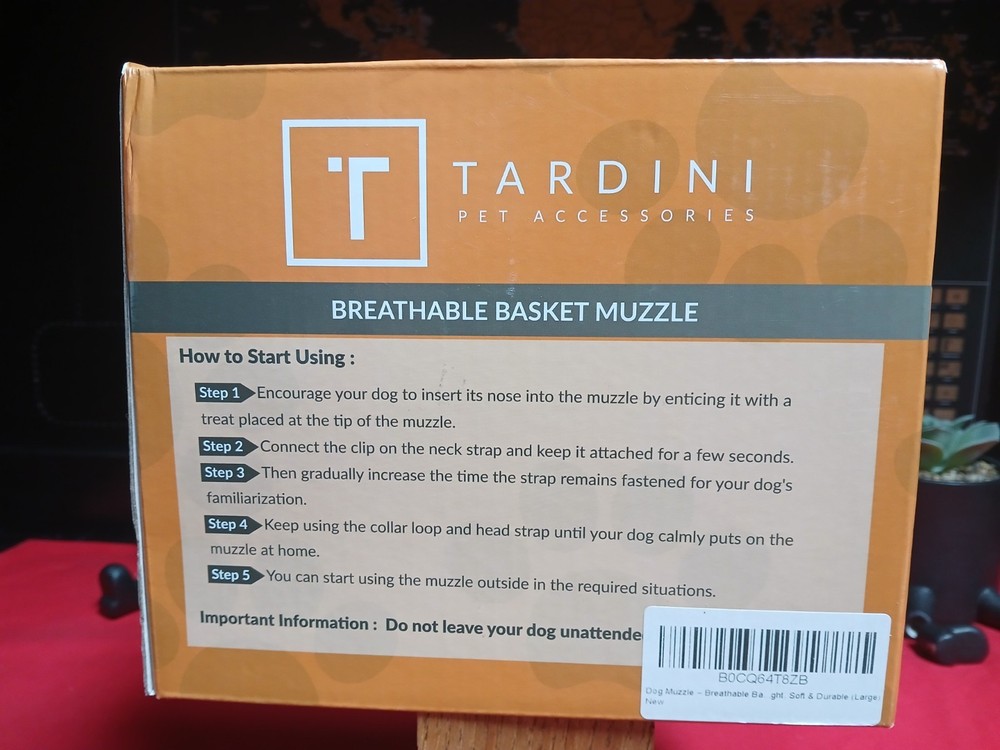 T
TARDINI
PET ACCESSORIES
BREATHABLE BASKET MUZZLE
How to Start Using :
Step 1 Encourage your dog to insert its nose into the muzzle by enticing it with a
treat placed at the tip of the muzzle.
Step 2 Connect the clip on the neck strap and keep it attached for a few seconds.
Step 3 Then gradually increase the time the strap remains fastened for your dog's
familiarization.
Step 4 Keep using the collar loop and head strap until your dog calmly puts on the
muzzle at home.
Step 5 You can start using the muzzle outside in the required situations.
Important Information : Do not leave your dog unattende
B0CQ64T8ZB
Dog Muzzle – Breathable Ba...ght, Soft & Durable (Large)
New